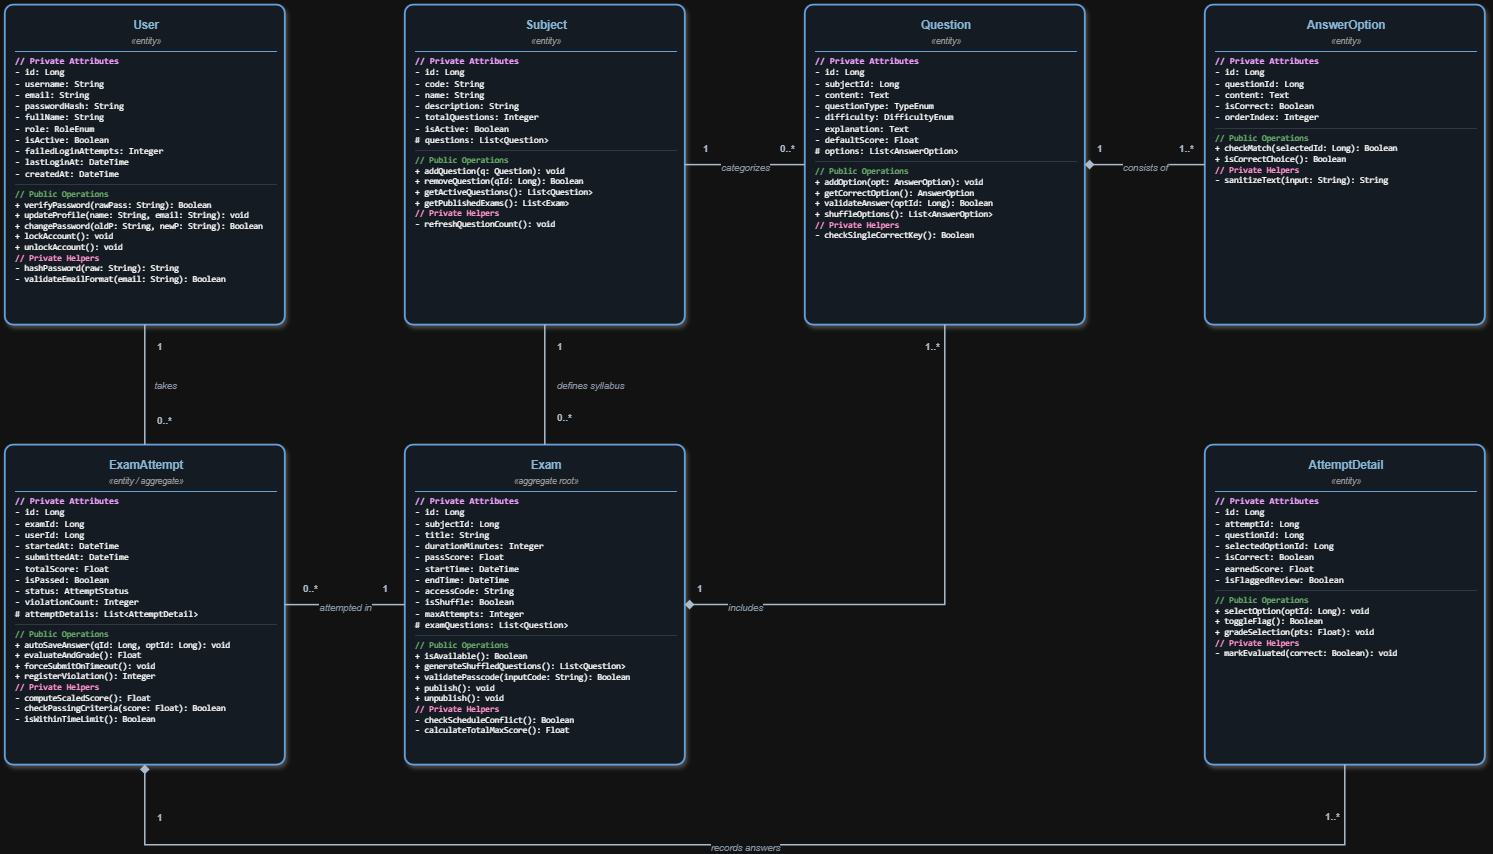 User
«entity»
// Private Attributes
- id: Long
- username: String
- email: String
- passwordHash: String
- fullName: String
- role: RoleEnum
- isActive: Boolean
- failedLoginAttempts: Integer
- lastLoginAt: DateTime
- createdAt: DateTime
// Public Operations
+ verifyPassword(rawPass: String): Boolean
+ updateProfile(name: String, email: String): void
+ changePassword(oldP: String, newP: String): Boolean
+ lockAccount(): void
+ unlockAccount(): void
// Private Helpers
- hashPassword(raw: String): String
- validateEmailFormat(email: String): Boolean
Subject
«entity»
// Private Attributes
- id: Long
- code: String
- name: String
- description: String
- totalQuestions: Integer
- isActive: Boolean
# questions: List<Question>
// Public Operations
+ addQuestion(q: Question): void
+ removeQuestion(qId: Long): Boolean
+ getActiveQuestions(): List<Question>
+ getPublishedExams(): List<Exam>
// Private Helpers
- refreshQuestionCount(): void
1
0..*
categorizes
Question
«entity»
// Private Attributes
- id: Long
- subjectId: Long
- content: Text
- questionType: TypeEnum
- difficulty: DifficultyEnum
- explanation: Text
- defaultScore: Float
# options: List<AnswerOption>
// Public Operations
+ addOption(opt: AnswerOption): void
+ getCorrectOption(): AnswerOption
+ validateAnswer(optId: Long): Boolean
+ shuffleOptions(): List<AnswerOption>
// Private Helpers
- checkSingleCorrectKey(): Boolean
1
1..*
consists of
AnswerOption
«entity»
// Private Attributes
- id: Long
- questionId: Long
- content: Text
- isCorrect: Boolean
- orderIndex: Integer
// Public Operations
+ checkMatch(selectedId: Long): Boolean
+ isCorrectChoice(): Boolean
// Private Helpers
- sanitizeText(input: String): String
1
takes
0..*
1
defines syllabus
0..*
1..*
ExamAttempt
«entity / aggregate»
// Private Attributes
- id: Long
- examId: Long
- userId: Long
- startedAt: DateTime
- submittedAt: DateTime
- totalScore: Float
- isPassed: Boolean
- status: AttemptStatus
- violationCount: Integer
# attemptDetails: List<AttemptDetail>
// Public Operations
+ autoSaveAnswer(qId: Long, optId: Long): void
+ evaluateAndGrade(): Float
+ forceSubmitOnTimeout(): void
+ registerViolation(): Integer
// Private Helpers
- computeScaledScore(): Float
- checkPassingCriteria(score: Float): Boolean
- isWithinTimeLimit(): Boolean
0..*
1
attempted in
Exam
«aggregate root»
// Private Attributes
- id: Long
- subjectId: Long
- title: String
- durationMinutes: Integer
- passScore: Float
- startTime: DateTime
- endTime: DateTime
- accessCode: String
- isShuffle: Boolean
- maxAttempts: Integer
# examQuestions: List<Question>
// Public Operations
+ isAvailable(): Boolean
+ generateShuffledQuestions(): List<Question>
+ validatePasscode(inputCode: String): Boolean
+ publish(): void
+ unpublish(): void
// Private Helpers
- checkScheduleConflict(): Boolean
- calculateTotalMaxScore(): Float
1
includes
AttemptDetail
«entity»
// Private Attributes
- id: Long
- attemptId: Long
- questionId: Long
- selectedOptionId: Long
- isCorrect: Boolean
- earnedScore: Float
- isFlaggedReview: Boolean
// Public Operations
+ selectOption(optId: Long): void
+ toggleFlag(): Boolean
+ gradeSelection(pts: Float): void
// Private Helpers
- markEvaluated(correct: Boolean): void
1
1..*
records answers